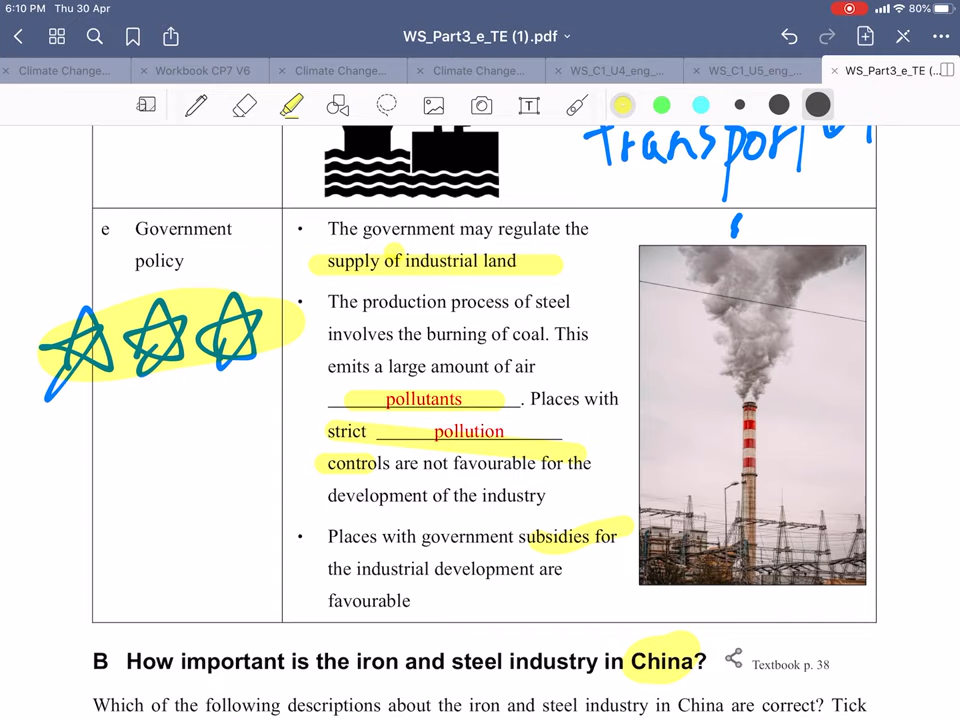 6:10 PM Thu 30 Apr
80%
WS_Part3_e_TE (1).pdf
Climate Change...
Workbook CP7 V6
Climate Change...
Climate Change...
WS_C1_U4_eng_...
WS_C1_U5_eng_...
WS_Part3_e_TE (...
transport
e Government
policy
• The government may regulate the
supply of industrial land
• The production process of steel
involves the burning of coal. This
emits a large amount of air
pollutants. Places with
strict pollution
controls are not favourable for the
development of the industry
• Places with government subsidies for
the industrial development are
favourable
B How important is the iron and steel industry in China?
Textbook p. 38
Which of the following descriptions about the iron and steel industry in China are correct? Tick